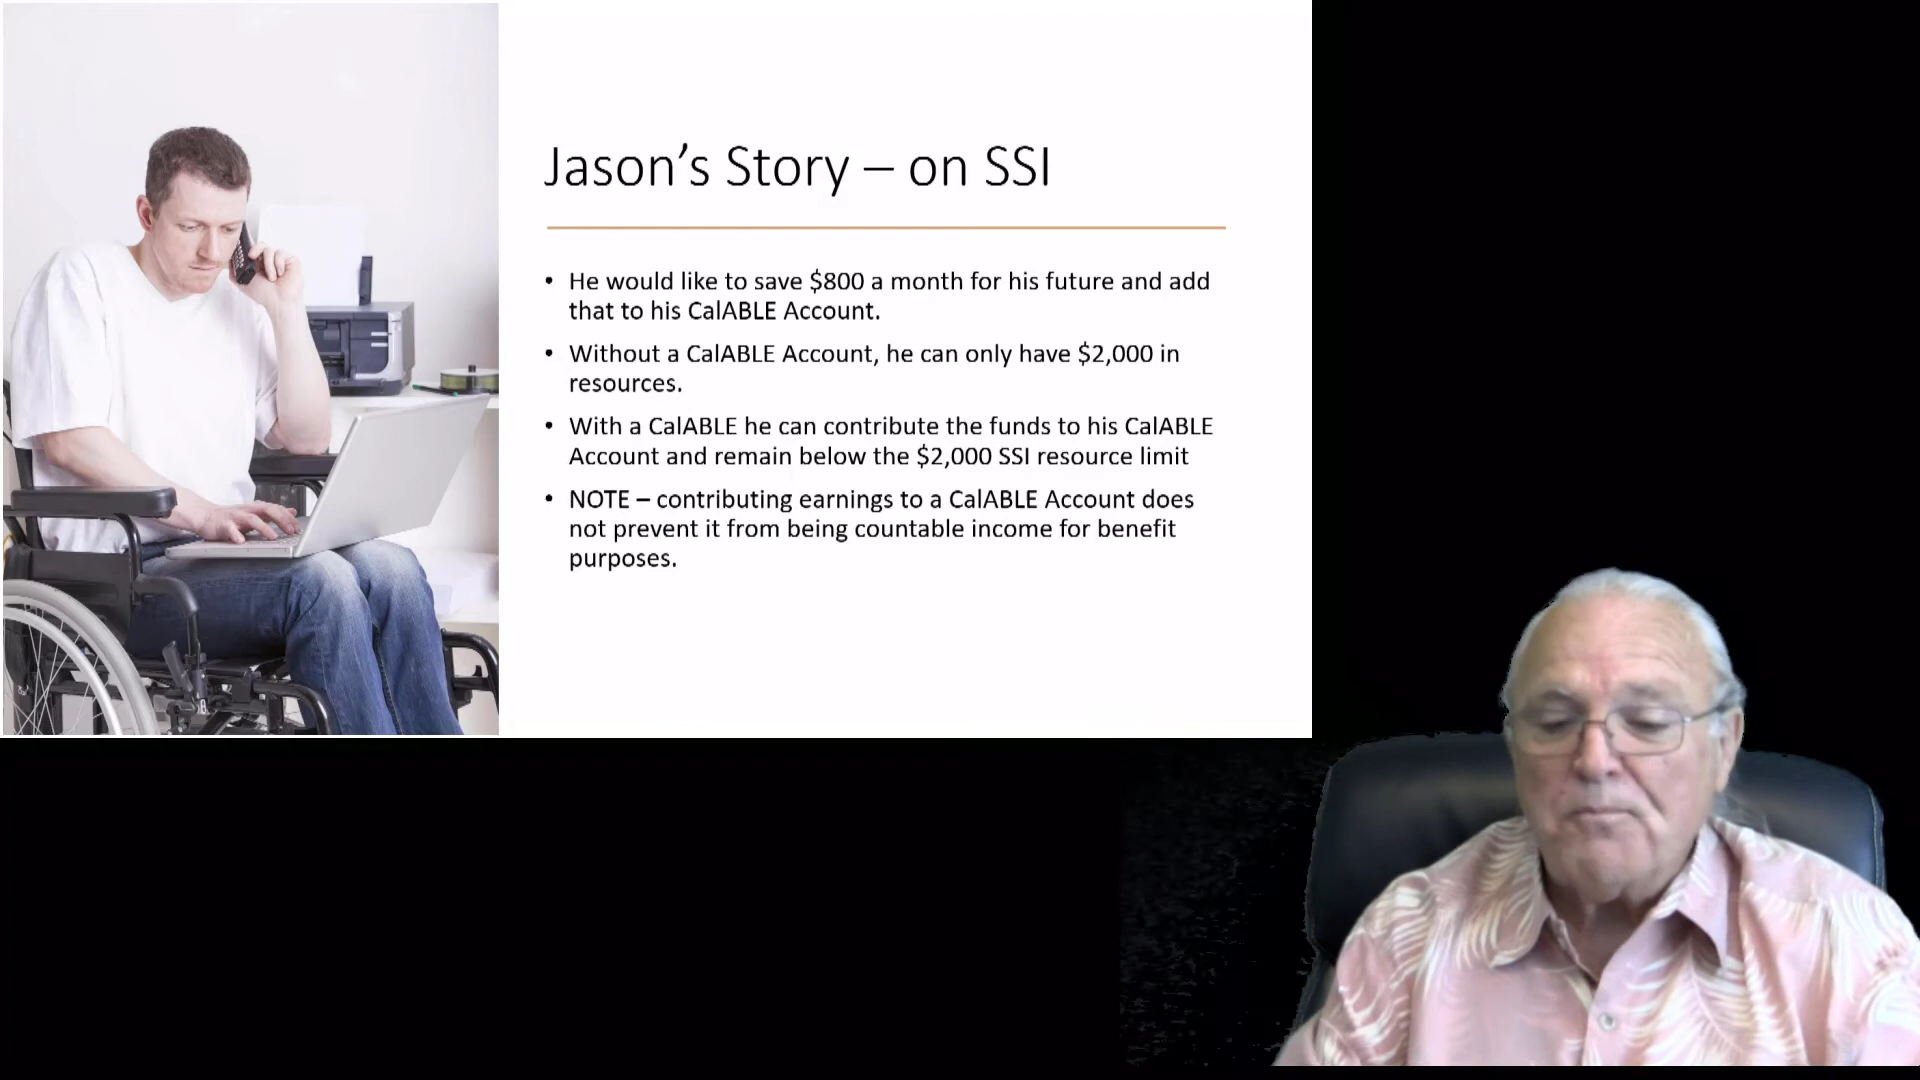 Jason’s Story – on SSI
• He would like to save $800 a month for his future and add
that to his CalABLE Account.
• Without a CalABLE Account, he can only have $2,000 in
resources.
• With a CalABLE he can contribute the funds to his CalABLE
Account and remain below the $2,000 SSI resource limit
• NOTE – contributing earnings to a CalABLE Account does
not prevent it from being countable income for benefit
purposes.